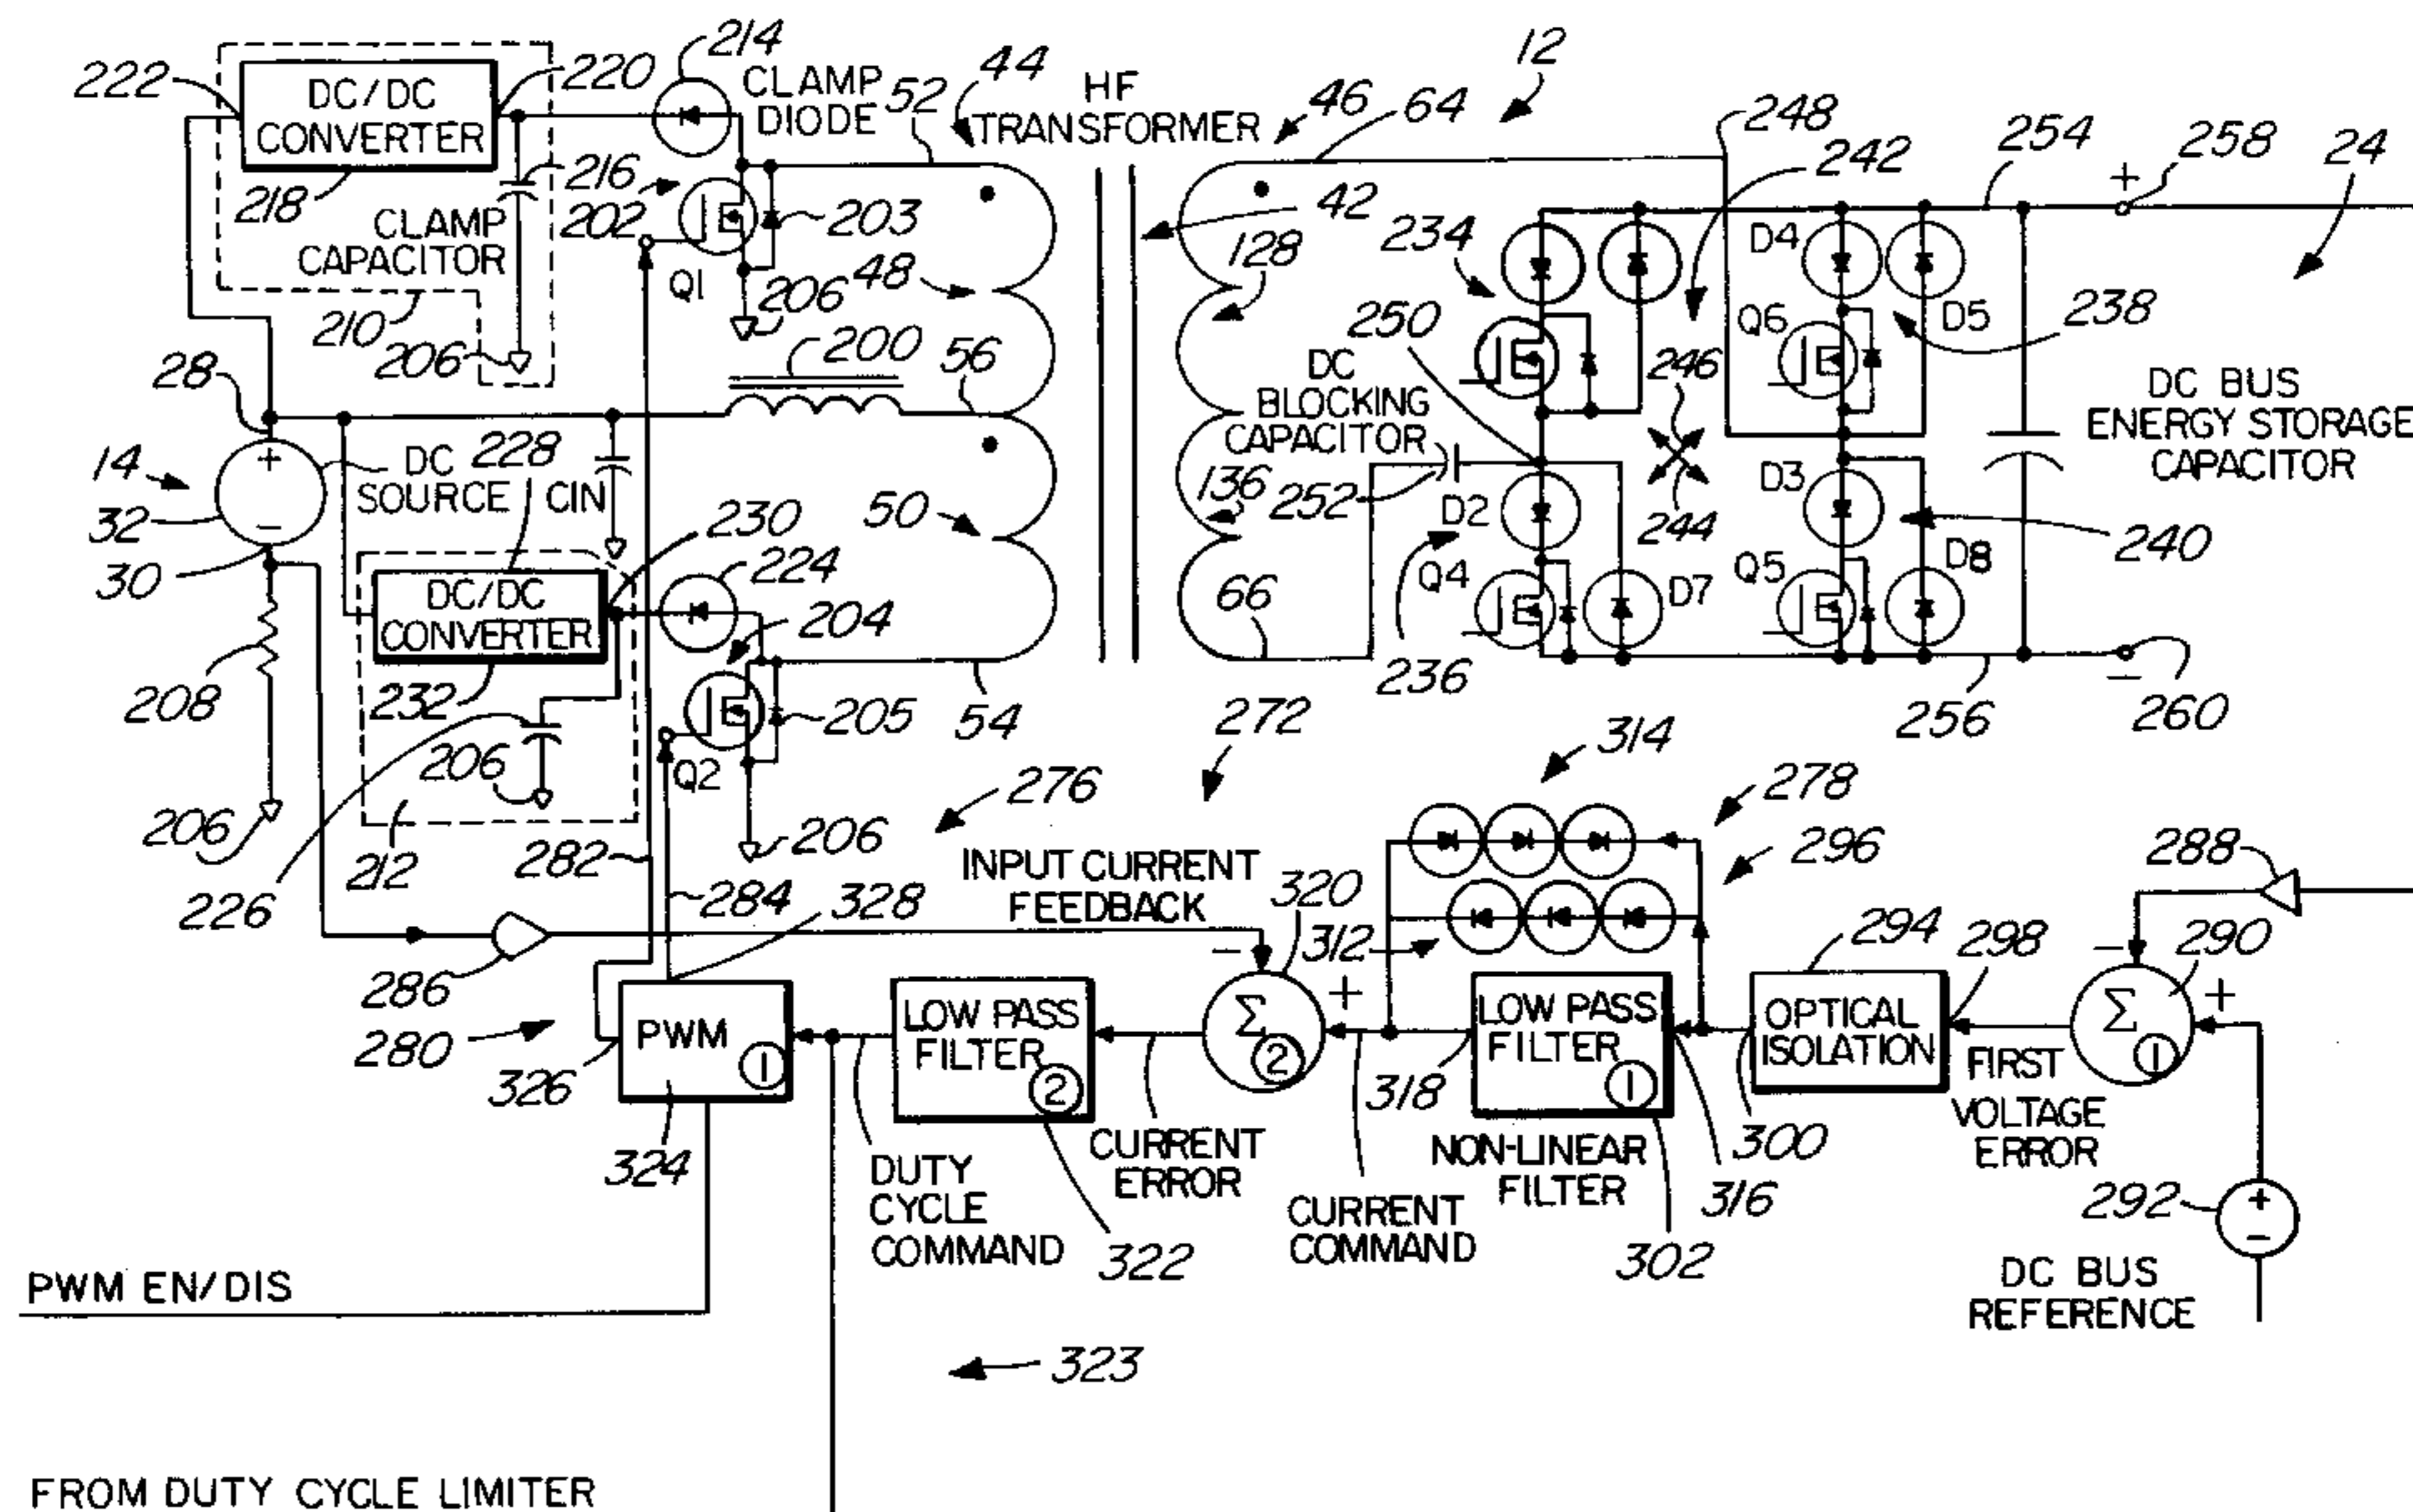 12
222
DC/DC
CONVERTER
218
220
214
CLAMP
DIODE
52
44
HF
TRANSFORMER
46
64
248
242
254
258
+
24
216
CLAMP
CAPACITOR
210
206
202
Q1
203
206
48
42
128
234
250
246
244
D4
Q6
D5
238
DC BUS
ENERGY STORAGE
CAPACITOR
28
200
56
DC
BLOCKING
CAPACITOR
14
+
−
32
30
DC
SOURCE
228
CIN
230
50
136
252
D2
D3
240
DC/DC
CONVERTER
232
224
204
66
236
Q4
D7
Q5
D8
208
226
206
205
Q2
54
256
−
260
206
212
206
282
284
276
272
314
278
296
312
288
INPUT CURRENT
FEEDBACK
328
320
286
280
326
PWM
1
324
LOW PASS
FILTER
2
322
−
Σ
2
+
318
LOW PASS
FILTER
1
302
NON-LINEAR
FILTER
316
294
OPTICAL
ISOLATION
300
298
−
Σ
1
+
290
FIRST
VOLTAGE
ERROR
DUTY
CYCLE
COMMAND
CURRENT
ERROR
CURRENT
COMMAND
292
+
−
DC BUS
REFERENCE
PWM EN/DIS
323
FROM DUTY CYCLE LIMITER